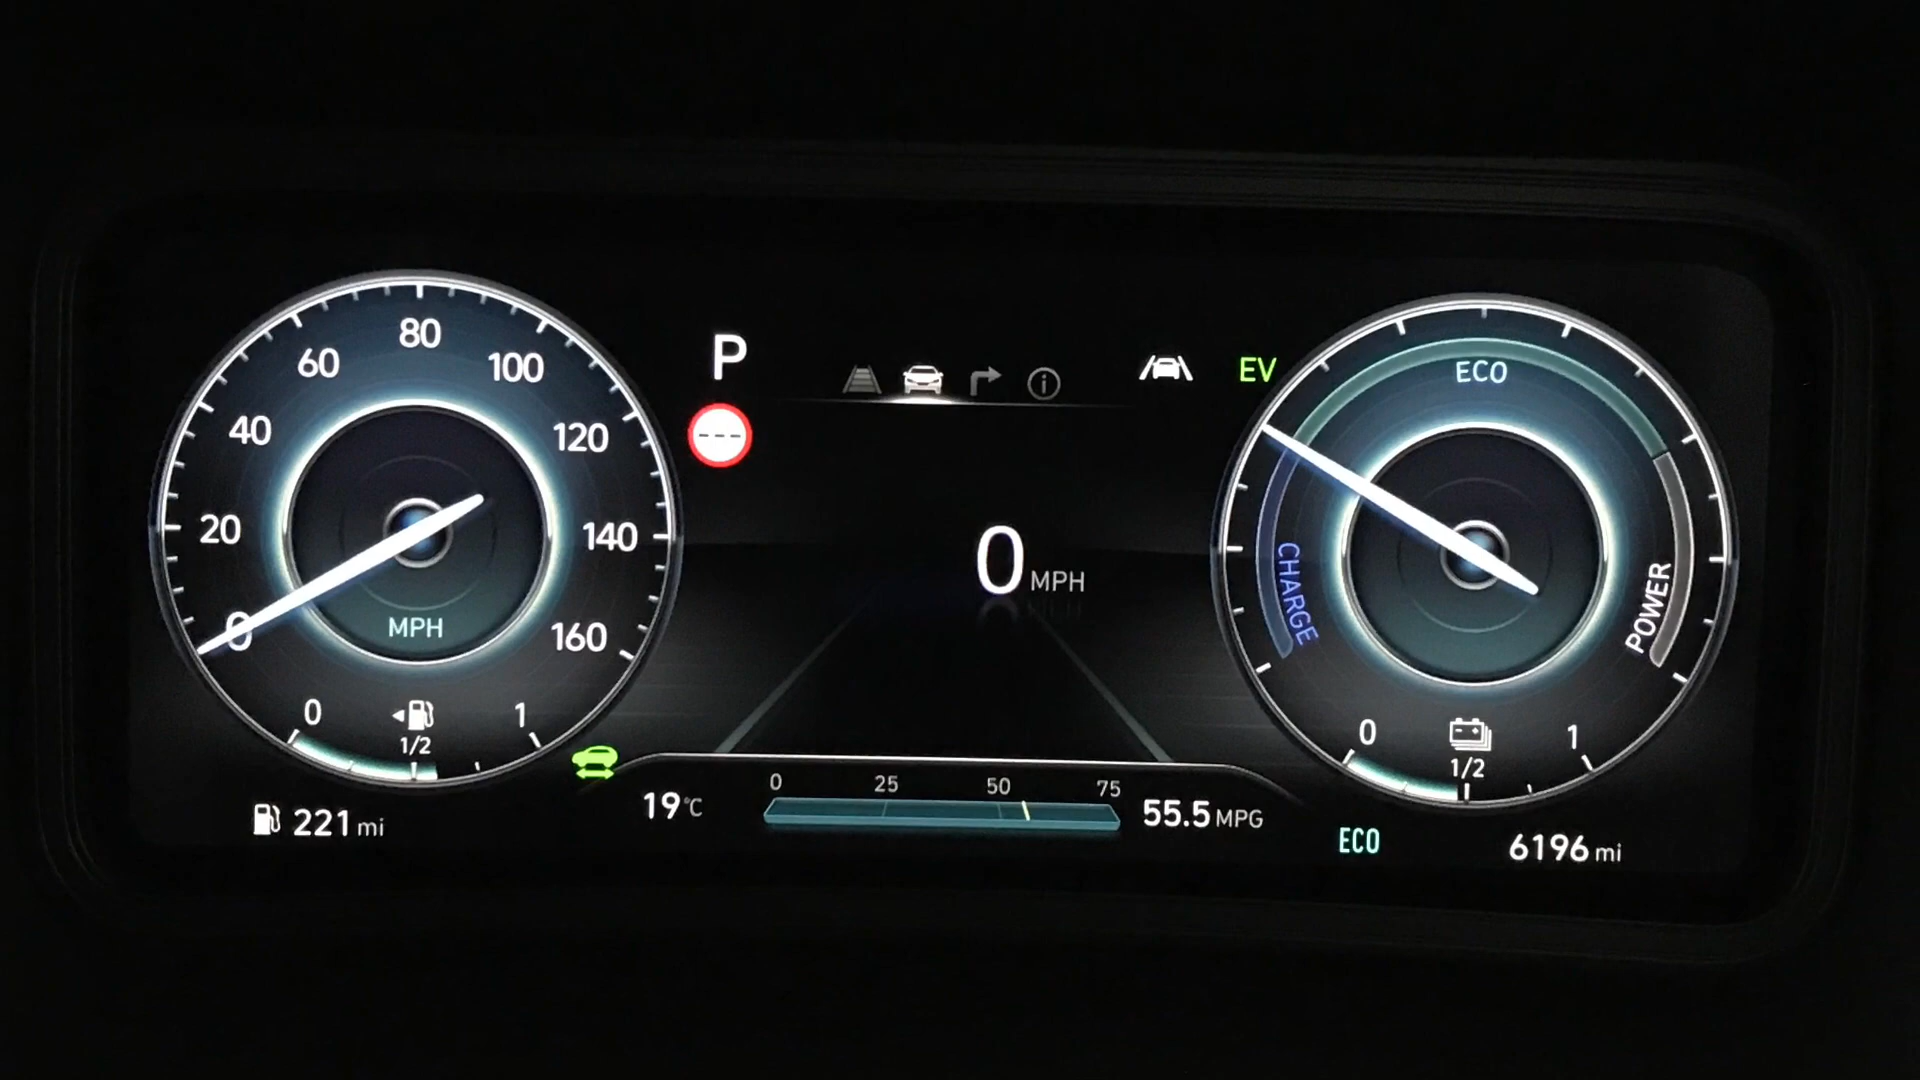 80
60
100
40
120
20
140
0
160
MPH
0
1/2
1
221 mi
P
---
i
EV
0 MPH
19°C
0 25 50 75
55.5 MPG
ECO
CHARGE
POWER
0
1/2
1
ECO
6196 mi